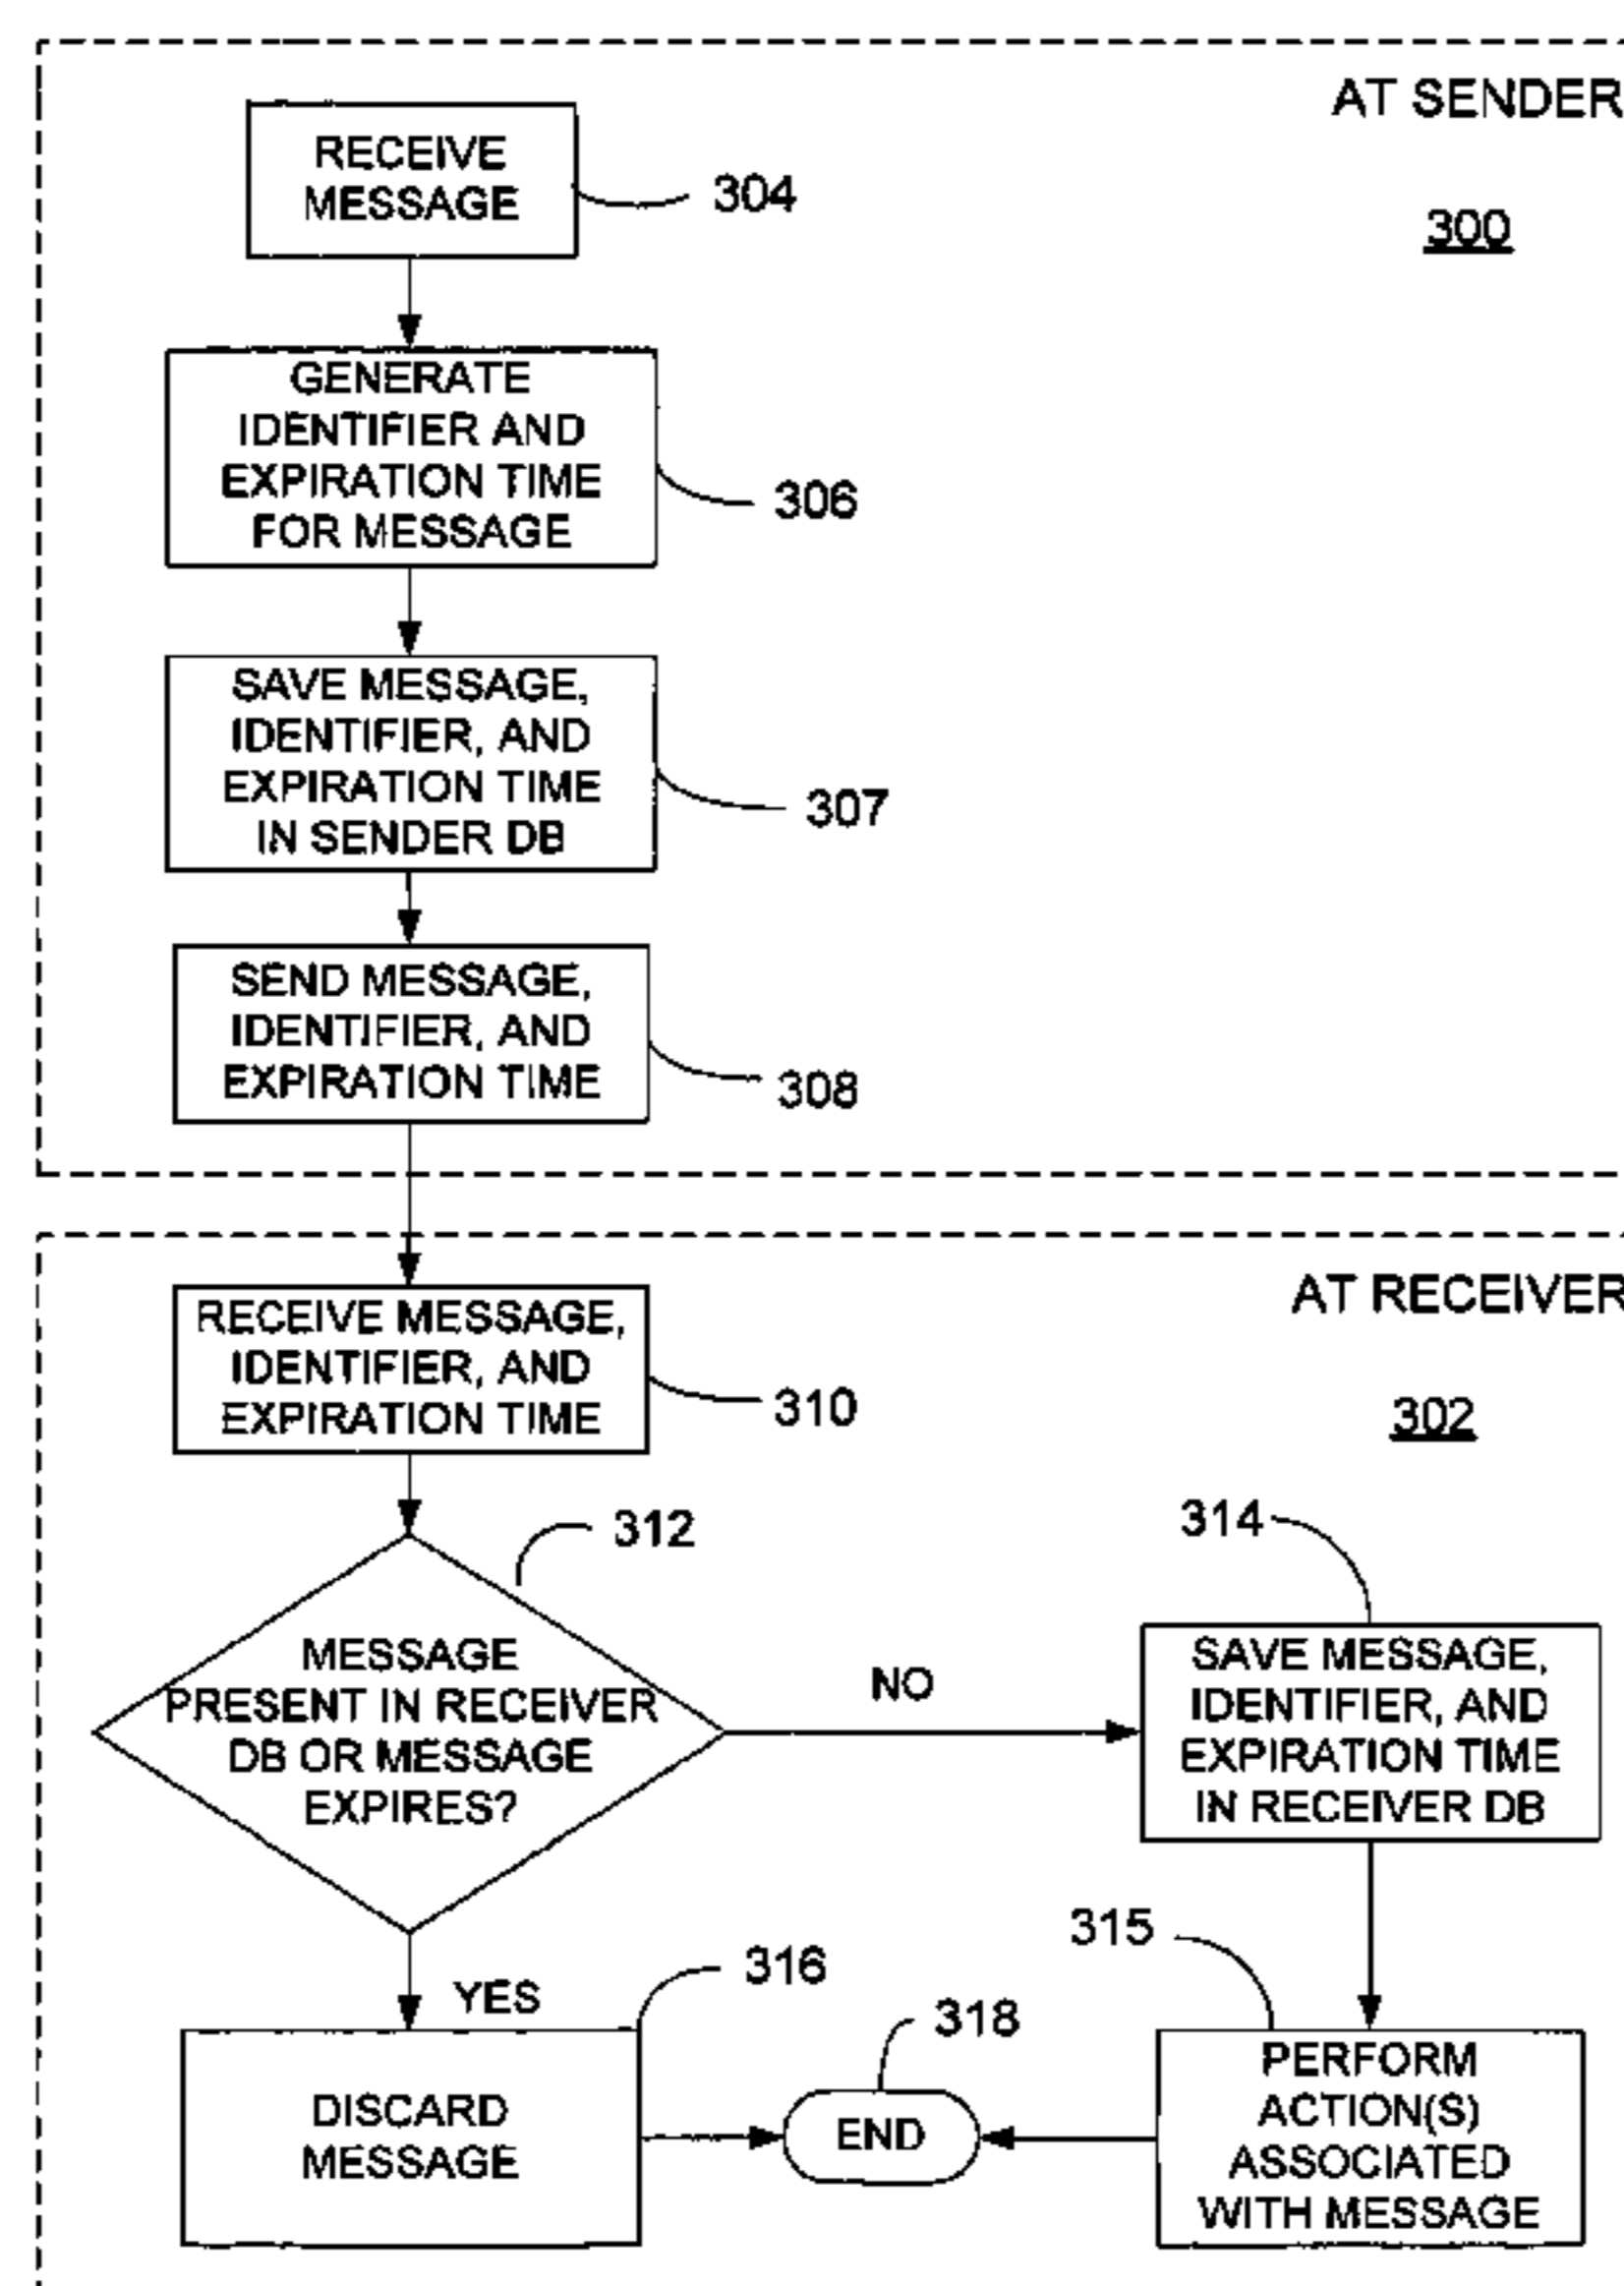 AT SENDER
RECEIVE
MESSAGE
304
300
GENERATE
IDENTIFIER AND
EXPIRATION TIME
FOR MESSAGE
306
SAVE MESSAGE,
IDENTIFIER, AND
EXPIRATION TIME
IN SENDER DB
307
SEND MESSAGE,
IDENTIFIER, AND
EXPIRATION TIME
308
AT RECEIVER
RECEIVE MESSAGE,
IDENTIFIER, AND
EXPIRATION TIME
310
302
312
MESSAGE
PRESENT IN RECEIVER
DB OR MESSAGE
EXPIRES?
NO
314
SAVE MESSAGE,
IDENTIFIER, AND
EXPIRATION TIME
IN RECEIVER DB
YES
316
DISCARD
MESSAGE
318
END
315
PERFORM
ACTION(S)
ASSOCIATED
WITH MESSAGE